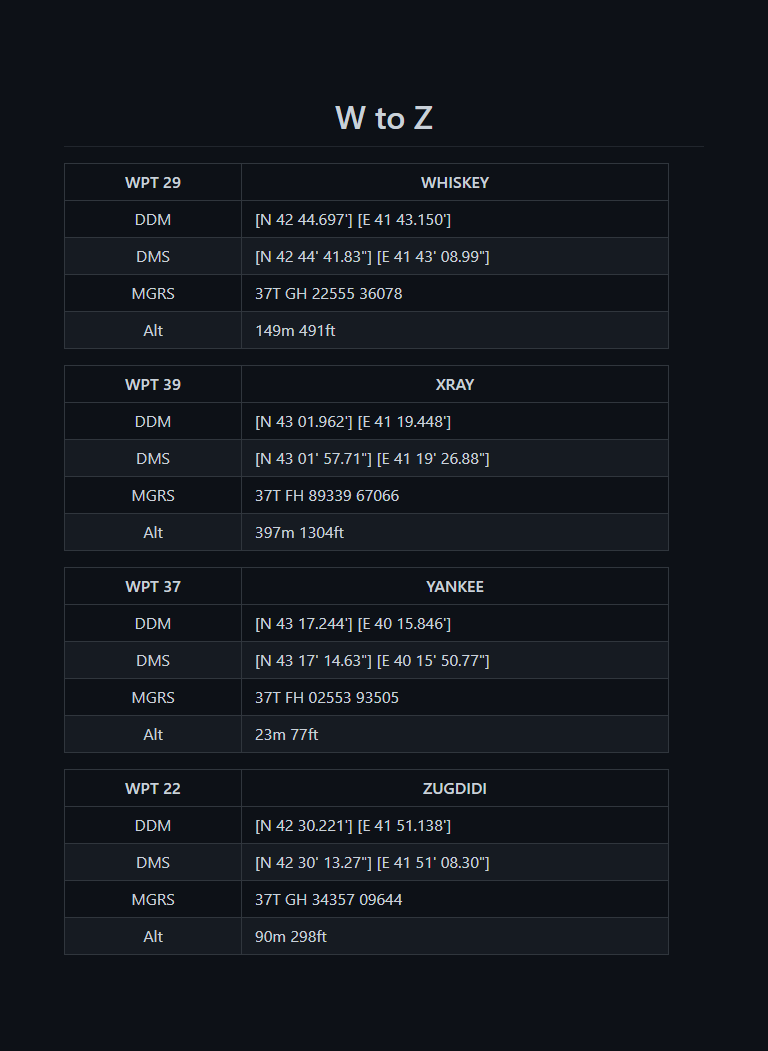 W to Z
WPT 29 WHISKEY
DDM [N 42 44.697'] [E 41 43.150']
DMS [N 42 44' 41.83"] [E 41 43' 08.99"]
MGRS 37T GH 22555 36078
Alt 149m 491ft
WPT 39 XRAY
DDM [N 43 01.962'] [E 41 19.448']
DMS [N 43 01' 57.71"] [E 41 19' 26.88"]
MGRS 37T FH 89339 67066
Alt 397m 1304ft
WPT 37 YANKEE
DDM [N 43 17.244'] [E 40 15.846']
DMS [N 43 17' 14.63"] [E 40 15' 50.77"]
MGRS 37T FH 02553 93505
Alt 23m 77ft
WPT 22 ZUGDIDI
DDM [N 42 30.221'] [E 41 51.138']
DMS [N 42 30' 13.27"] [E 41 51' 08.30"]
MGRS 37T GH 34357 09644
Alt 90m 298ft